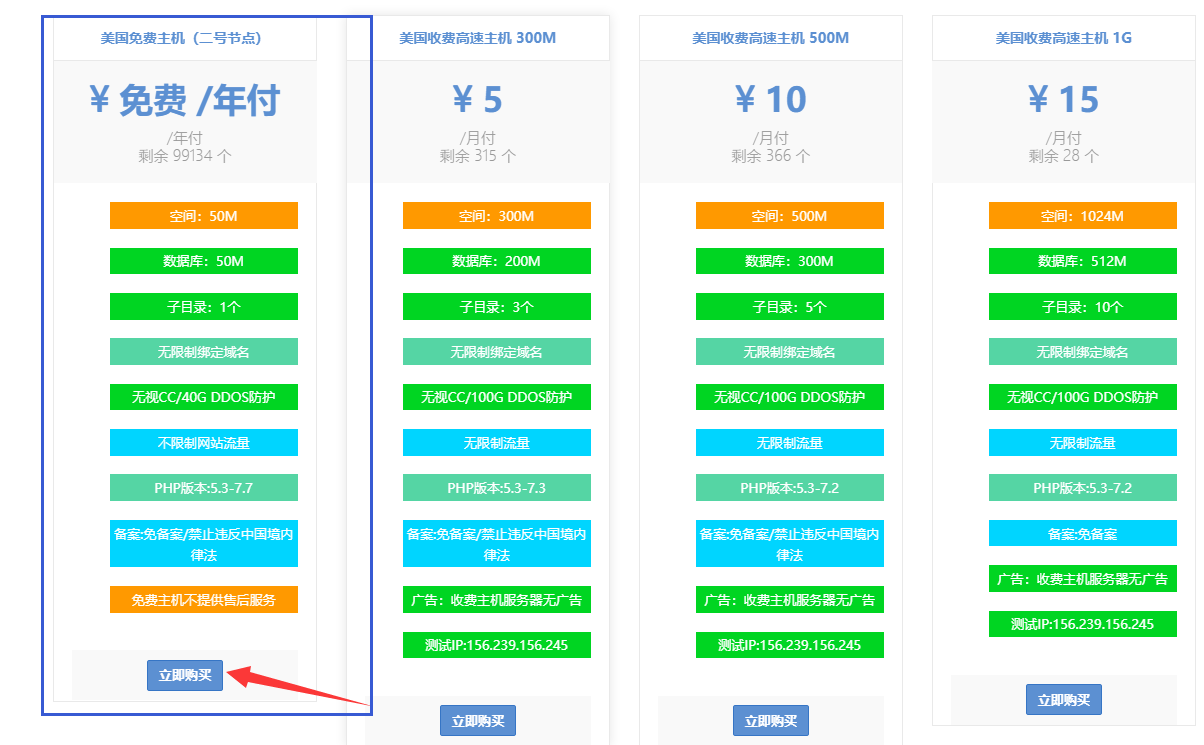 美国免费主机（二号节点）
¥ 免费 /年付
/年付
剩余 99134 个
空间：50M
数据库：50M
子目录：1个
无限制绑定域名
无视CC/40G DDOS防护
不限制网站流量
PHP版本:5.3-7.7
备案:免备案/禁止违反中国境内
律法
免费主机不提供售后服务
立即购买
美国收费高速主机 300M
¥ 5
/月付
剩余 315 个
空间：300M
数据库：200M
子目录：3个
无限制绑定域名
无视CC/100G DDOS防护
无限制流量
PHP版本:5.3-7.3
备案:免备案/禁止违反中国境内
律法
广告：收费主机服务器无广告
测试IP:156.239.156.245
立即购买
美国收费高速主机 500M
¥ 10
/月付
剩余 366 个
空间：500M
数据库：300M
子目录：5个
无限制绑定域名
无视CC/100G DDOS防护
无限制流量
PHP版本:5.3-7.2
备案:免备案/禁止违反中国境内
律法
广告：收费主机服务器无广告
测试IP:156.239.156.245
立即购买
美国收费高速主机 1G
¥ 15
/月付
剩余 28 个
空间：1024M
数据库：512M
子目录：10个
无限制绑定域名
无视CC/100G DDOS防护
无限制流量
PHP版本:5.3-7.2
备案:免备案
广告：收费主机服务器无广告
测试IP:156.239.156.245
立即购买